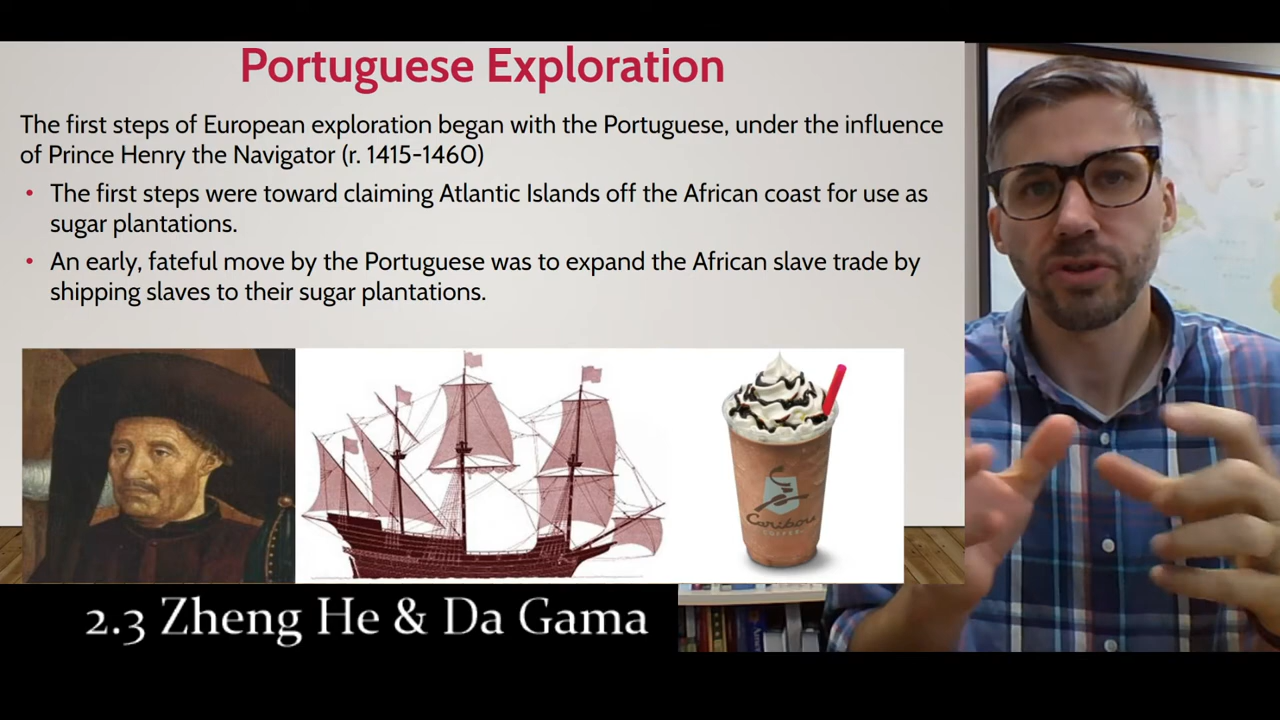 Portuguese Exploration
The first steps of European exploration began with the Portuguese, under the influence
of Prince Henry the Navigator (r. 1415-1460)
• The first steps were toward claiming Atlantic Islands off the African coast for use as
sugar plantations.
• An early, fateful move by the Portuguese was to expand the African slave trade by
shipping slaves to their sugar plantations.
Caribou
COFFEE
2.3 Zheng He & Da Gama